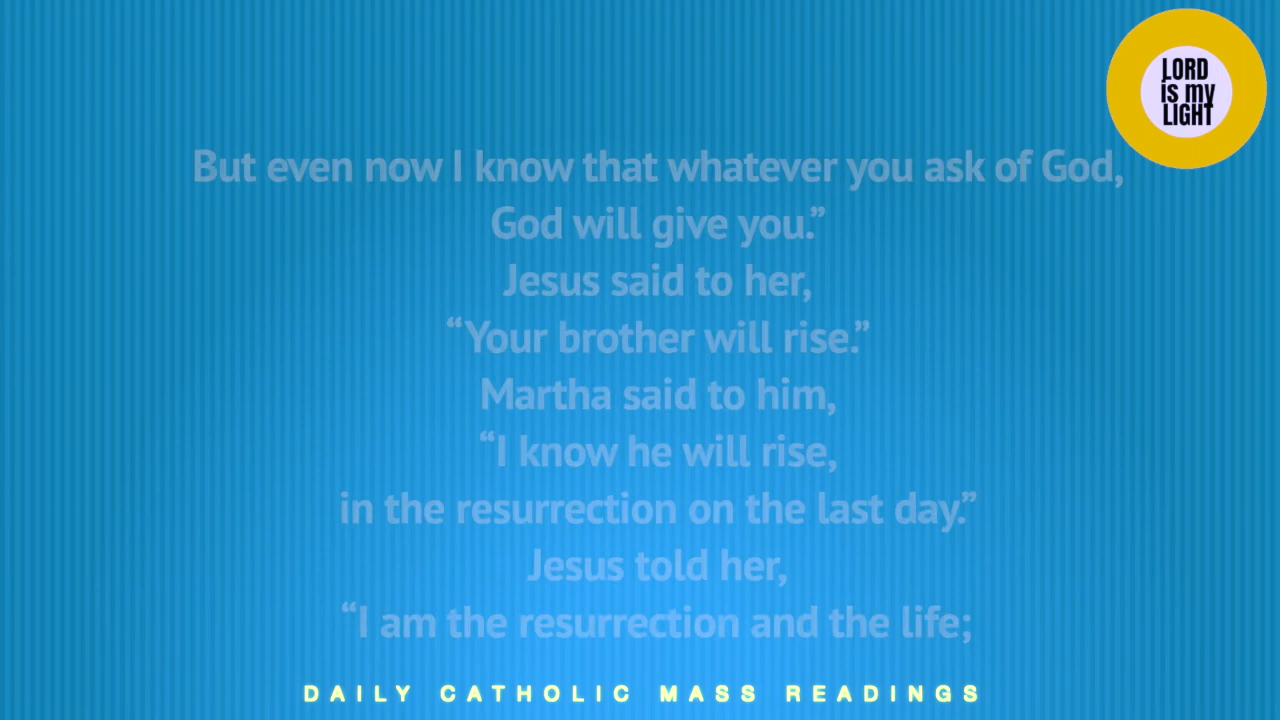 LORD
is my
LIGHT
But even now I know that whatever you ask of God,
God will give you.”
Jesus said to her,
“Your brother will rise.”
Martha said to him,
“I know he will rise,
in the resurrection on the last day.”
Jesus told her,
“I am the resurrection and the life;
DAILY CATHOLIC MASS READINGS